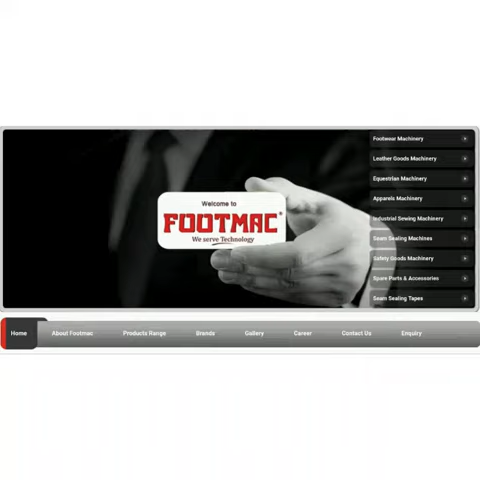 Welcome to
FOOTMAC®
We serve Technology
Footwear Machinery
Leather Goods Machinery
Equestrian Machinery
Apparels Machinery
Industrial Sewing Machinery
Seam Sealing Machines
Safety Goods Machinery
Spare Parts & Accessories
Seam Sealing Tapes
Home About Footmac Products Range Brands Gallery Career Contact Us Enquiry